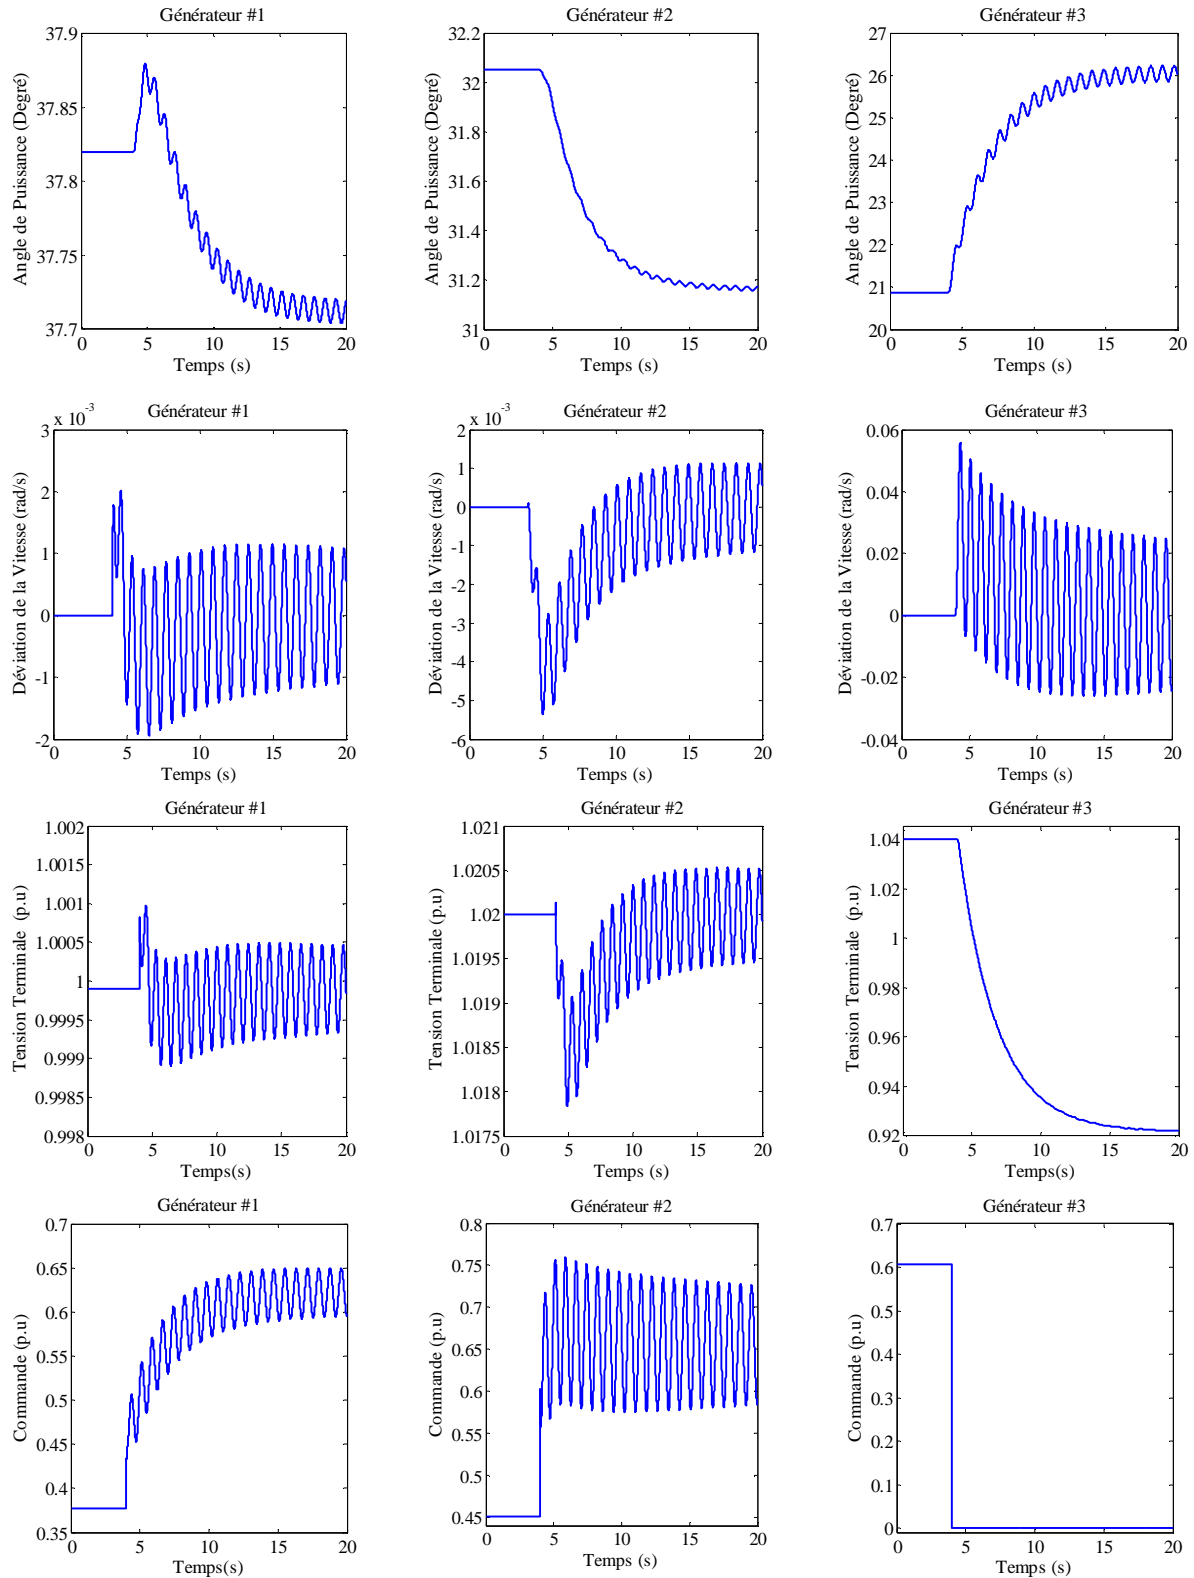 Générateur #1
Générateur #2
Générateur #3
37.9
37.85
37.8
37.75
37.7
Angle de Puissance (Degré)
0 5 10 15 20
Temps (s)
32.2
32
31.8
31.6
31.4
31.2
31
Angle de Puissance (Degré)
0 5 10 15 20
Temps (s)
27
26
25
24
23
22
21
20
Angle de Puissance (Degré)
0 5 10 15 20
Temps (s)
Générateur #1
Générateur #2
Générateur #3
x 10-3
3
2
1
0
-1
-2
Déviation de la Vitesse (rad/s)
0 5 10 15 20
Temps (s)
x 10-3
2
1
0
-1
-2
-3
-4
-5
-6
Déviation de la Vitesse (rad/s)
0 5 10 15 20
Temps (s)
0.06
0.04
0.02
0
-0.02
-0.04
Déviation de la Vitesse (rad/s)
0 5 10 15 20
Temps (s)
Générateur #1
Générateur #2
Générateur #3
1.002
1.0015
1.001
1.0005
1
0.9995
0.999
0.9985
0.998
Tension Terminale (p.u)
0 5 10 15 20
Temps(s)
1.021
1.0205
1.02
1.0195
1.019
1.0185
1.018
1.0175
Tension Terminale (p.u)
0 5 10 15 20
Temps (s)
1.04
1.02
1
0.98
0.96
0.94
0.92
Tension Terminale (p.u)
0 5 10 15 20
Temps(s)
Générateur #1
Générateur #2
Générateur #3
0.7
0.65
0.6
0.55
0.5
0.45
0.4
0.35
Commande (p.u)
0 5 10 15 20
Temps(s)
0.8
0.75
0.7
0.65
0.6
0.55
0.5
0.45
Commande (p.u)
0 5 10 15 20
Temps (s)
0.7
0.6
0.5
0.4
0.3
0.2
0.1
0
Commande (p.u)
0 5 10 15 20
Temps (s)